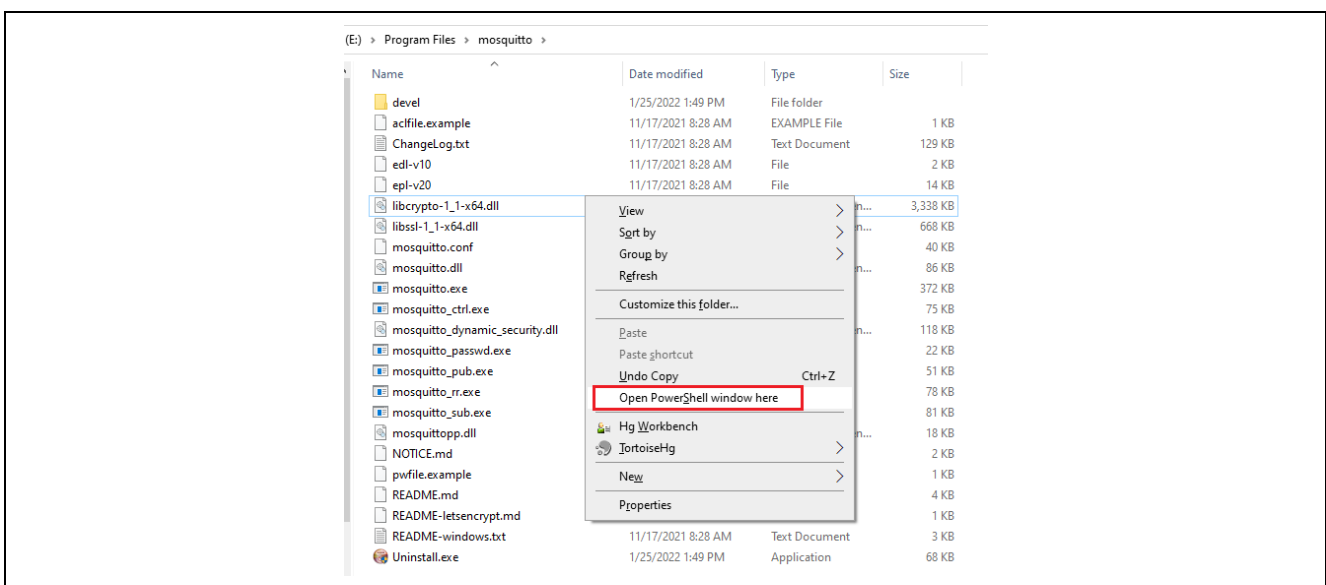 (E:) > Program Files > mosquitto >
Name Date modified Type Size
devel 1/25/2022 1:49 PM File folder
aclfile.example 11/17/2021 8:28 AM EXAMPLE File 1 KB
ChangeLog.txt 11/17/2021 8:28 AM Text Document 129 KB
edl-v10 11/17/2021 8:28 AM File 2 KB
epl-v20 11/17/2021 8:28 AM File 14 KB
libcrypto-1_1-x64.dll n... 3,338 KB
libssl-1_1-x64.dll n... 668 KB
mosquitto.conf 40 KB
mosquitto.dll n... 86 KB
mosquitto.exe 372 KB
mosquitto_ctrl.exe 75 KB
mosquitto_dynamic_security.dll n... 118 KB
mosquitto_passwd.exe 22 KB
mosquitto_pub.exe 51 KB
mosquitto_rr.exe 78 KB
mosquitto_sub.exe 81 KB
mosquittopp.dll n... 18 KB
NOTICE.md 2 KB
pwfile.example 1 KB
README.md 4 KB
README-letsencrypt.md 1 KB
README-windows.txt 11/17/2021 8:28 AM Text Document 3 KB
Uninstall.exe 1/25/2022 1:49 PM Application 68 KB
View
Sort by
Group by
Refresh
Customize this folder...
Paste
Paste shortcut
Undo Copy Ctrl+Z
Open PowerShell window here
Hg Workbench
TortoiseHg
New
Properties